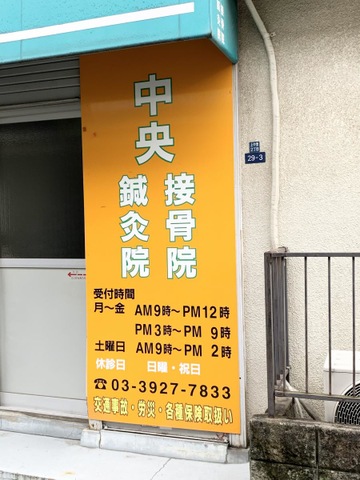 中央
接骨院
鍼灸院
受付時間
月〜金 AM9時〜PM12時
PM3時〜PM 9時
土曜日 AM9時〜PM 2時
休診日 日曜・祝日
☎03-3927-7833
交通事故・労災・各種保険取扱い
29-3